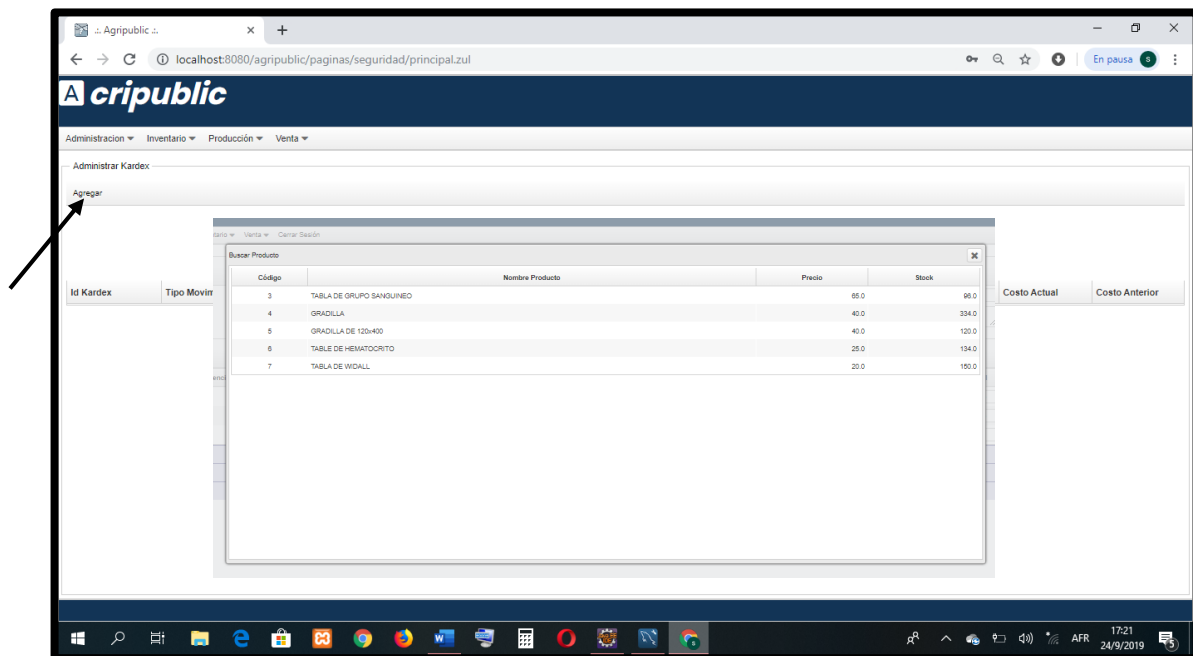 .:. Agripublic .:.
localhost:8080/agripublic/paginas/seguridad/principal.zul
En pausa S
A cripublic
Administracion Inventario Producción Venta
Administrar Kardex
Agregar
tario Venta Cerrar Sesión
Buscar Producto
Código Nombre Producto Precio Stock
Id Kardex Tipo Movim Costo Actual Costo Anterior
3 TABLA DE GRUPO SANGUINEO 65.0 96.0
4 GRADILLA 40.0 334.0
5 GRADILLA DE 120x400 40.0 120.0
6 TABLE DE HEMATOCRITO 25.0 134.0
7 TABLA DE WIDALL 20.0 150.0
AFR
17:21
24/9/2019
5